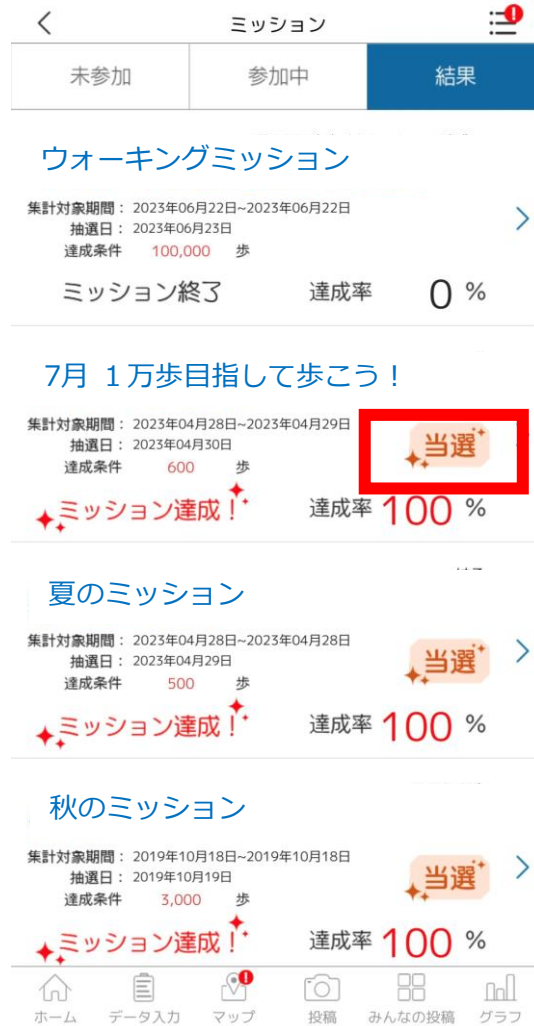 ミッション
未参加 参加中 結果
ウォーキングミッション
集計対象期間： 2023年06月22日~2023年06月22日
抽選日： 2023年06月23日
達成条件 100,000 歩
ミッション終了 達成率 0 %
7月 １万歩目指して歩こう！
集計対象期間： 2023年04月28日~2023年04月29日
抽選日： 2023年04月30日
当選
達成条件 600 歩
ミッション達成！ 達成率 100 %
夏のミッション
集計対象期間： 2023年04月28日~2023年04月28日
抽選日： 2023年04月29日
当選
達成条件 500 歩
ミッション達成！ 達成率 100 %
秋のミッション
集計対象期間： 2019年10月18日~2019年10月18日
抽選日： 2019年10月19日
当選
達成条件 3,000 歩
ミッション達成！ 達成率 100 %
ホーム データ入力 マップ 投稿 みんなの投稿 グラフ